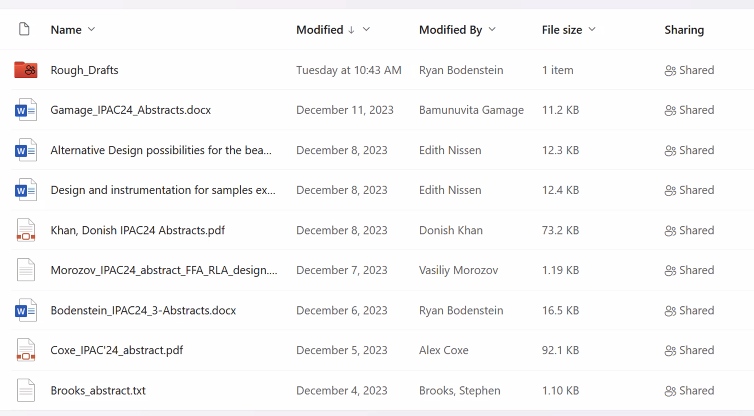 Name Modified Modified By File size Sharing
Rough_Drafts Tuesday at 10:43 AM Ryan Bodenstein 1 item Shared
Gamage_IPAC24_Abstracts.docx December 11, 2023 Bamunuvita Gamage 11.2 KB Shared
Alternative Design possibilities for the bea... December 8, 2023 Edith Nissen 12.3 KB Shared
Design and instrumentation for samples ex... December 8, 2023 Edith Nissen 12.4 KB Shared
Khan, Donish IPAC24 Abstracts.pdf December 8, 2023 Donish Khan 73.2 KB Shared
Morozov_IPAC24_abstract_FFA_RLA_design.... December 7, 2023 Vasiliy Morozov 1.19 KB Shared
Bodenstein_IPAC24_3-Abstracts.docx December 6, 2023 Ryan Bodenstein 16.5 KB Shared
Coxe_IPAC'24_abstract.pdf December 5, 2023 Alex Coxe 92.1 KB Shared
Brooks_abstract.txt December 4, 2023 Brooks, Stephen 1.10 KB Shared